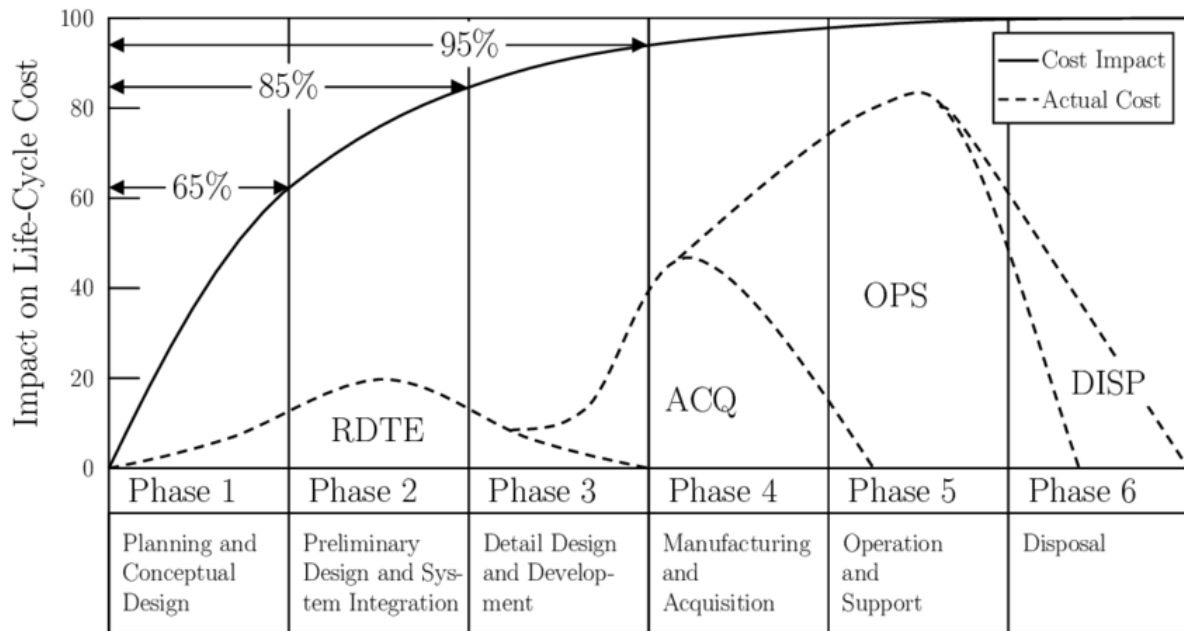 100
80
60
40
20
0
Impact on Life-Cycle Cost
95%
85%
65%
Cost Impact
Actual Cost
RDTE
ACQ
OPS
DISP
Phase 1
Phase 2
Phase 3
Phase 4
Phase 5
Phase 6
Planning and
Conceptual
Design
Preliminary
Design and Sys-
tem Integration
Detail Design
and Develop-
ment
Manufacturing
and
Acquisition
Operation
and
Support
Disposal